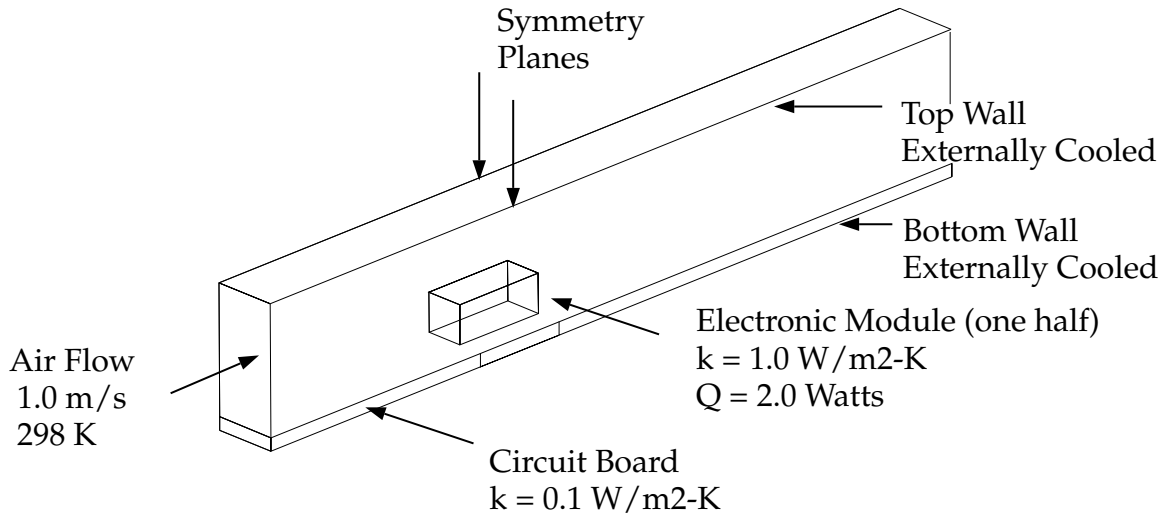 Symmetry
Planes
Top Wall
Externally Cooled
Bottom Wall
Externally Cooled
Electronic Module (one half)
k = 1.0 W/m2-K
Q = 2.0 Watts
Air Flow
1.0 m/s
298 K
Circuit Board
k = 0.1 W/m2-K